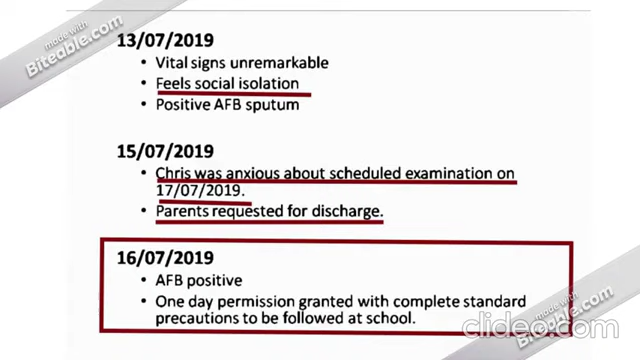 made with
Biteable.com
13/07/2019
• Vital signs unremarkable
• Feels social isolation
• Positive AFB sputum
15/07/2019
• Chris was anxious about scheduled examination on
17/07/2019.
• Parents requested for discharge.
16/07/2019
• AFB positive
• One day permission granted with complete standard
precautions to be followed at school.
made with
Biteable.com
clideo.com